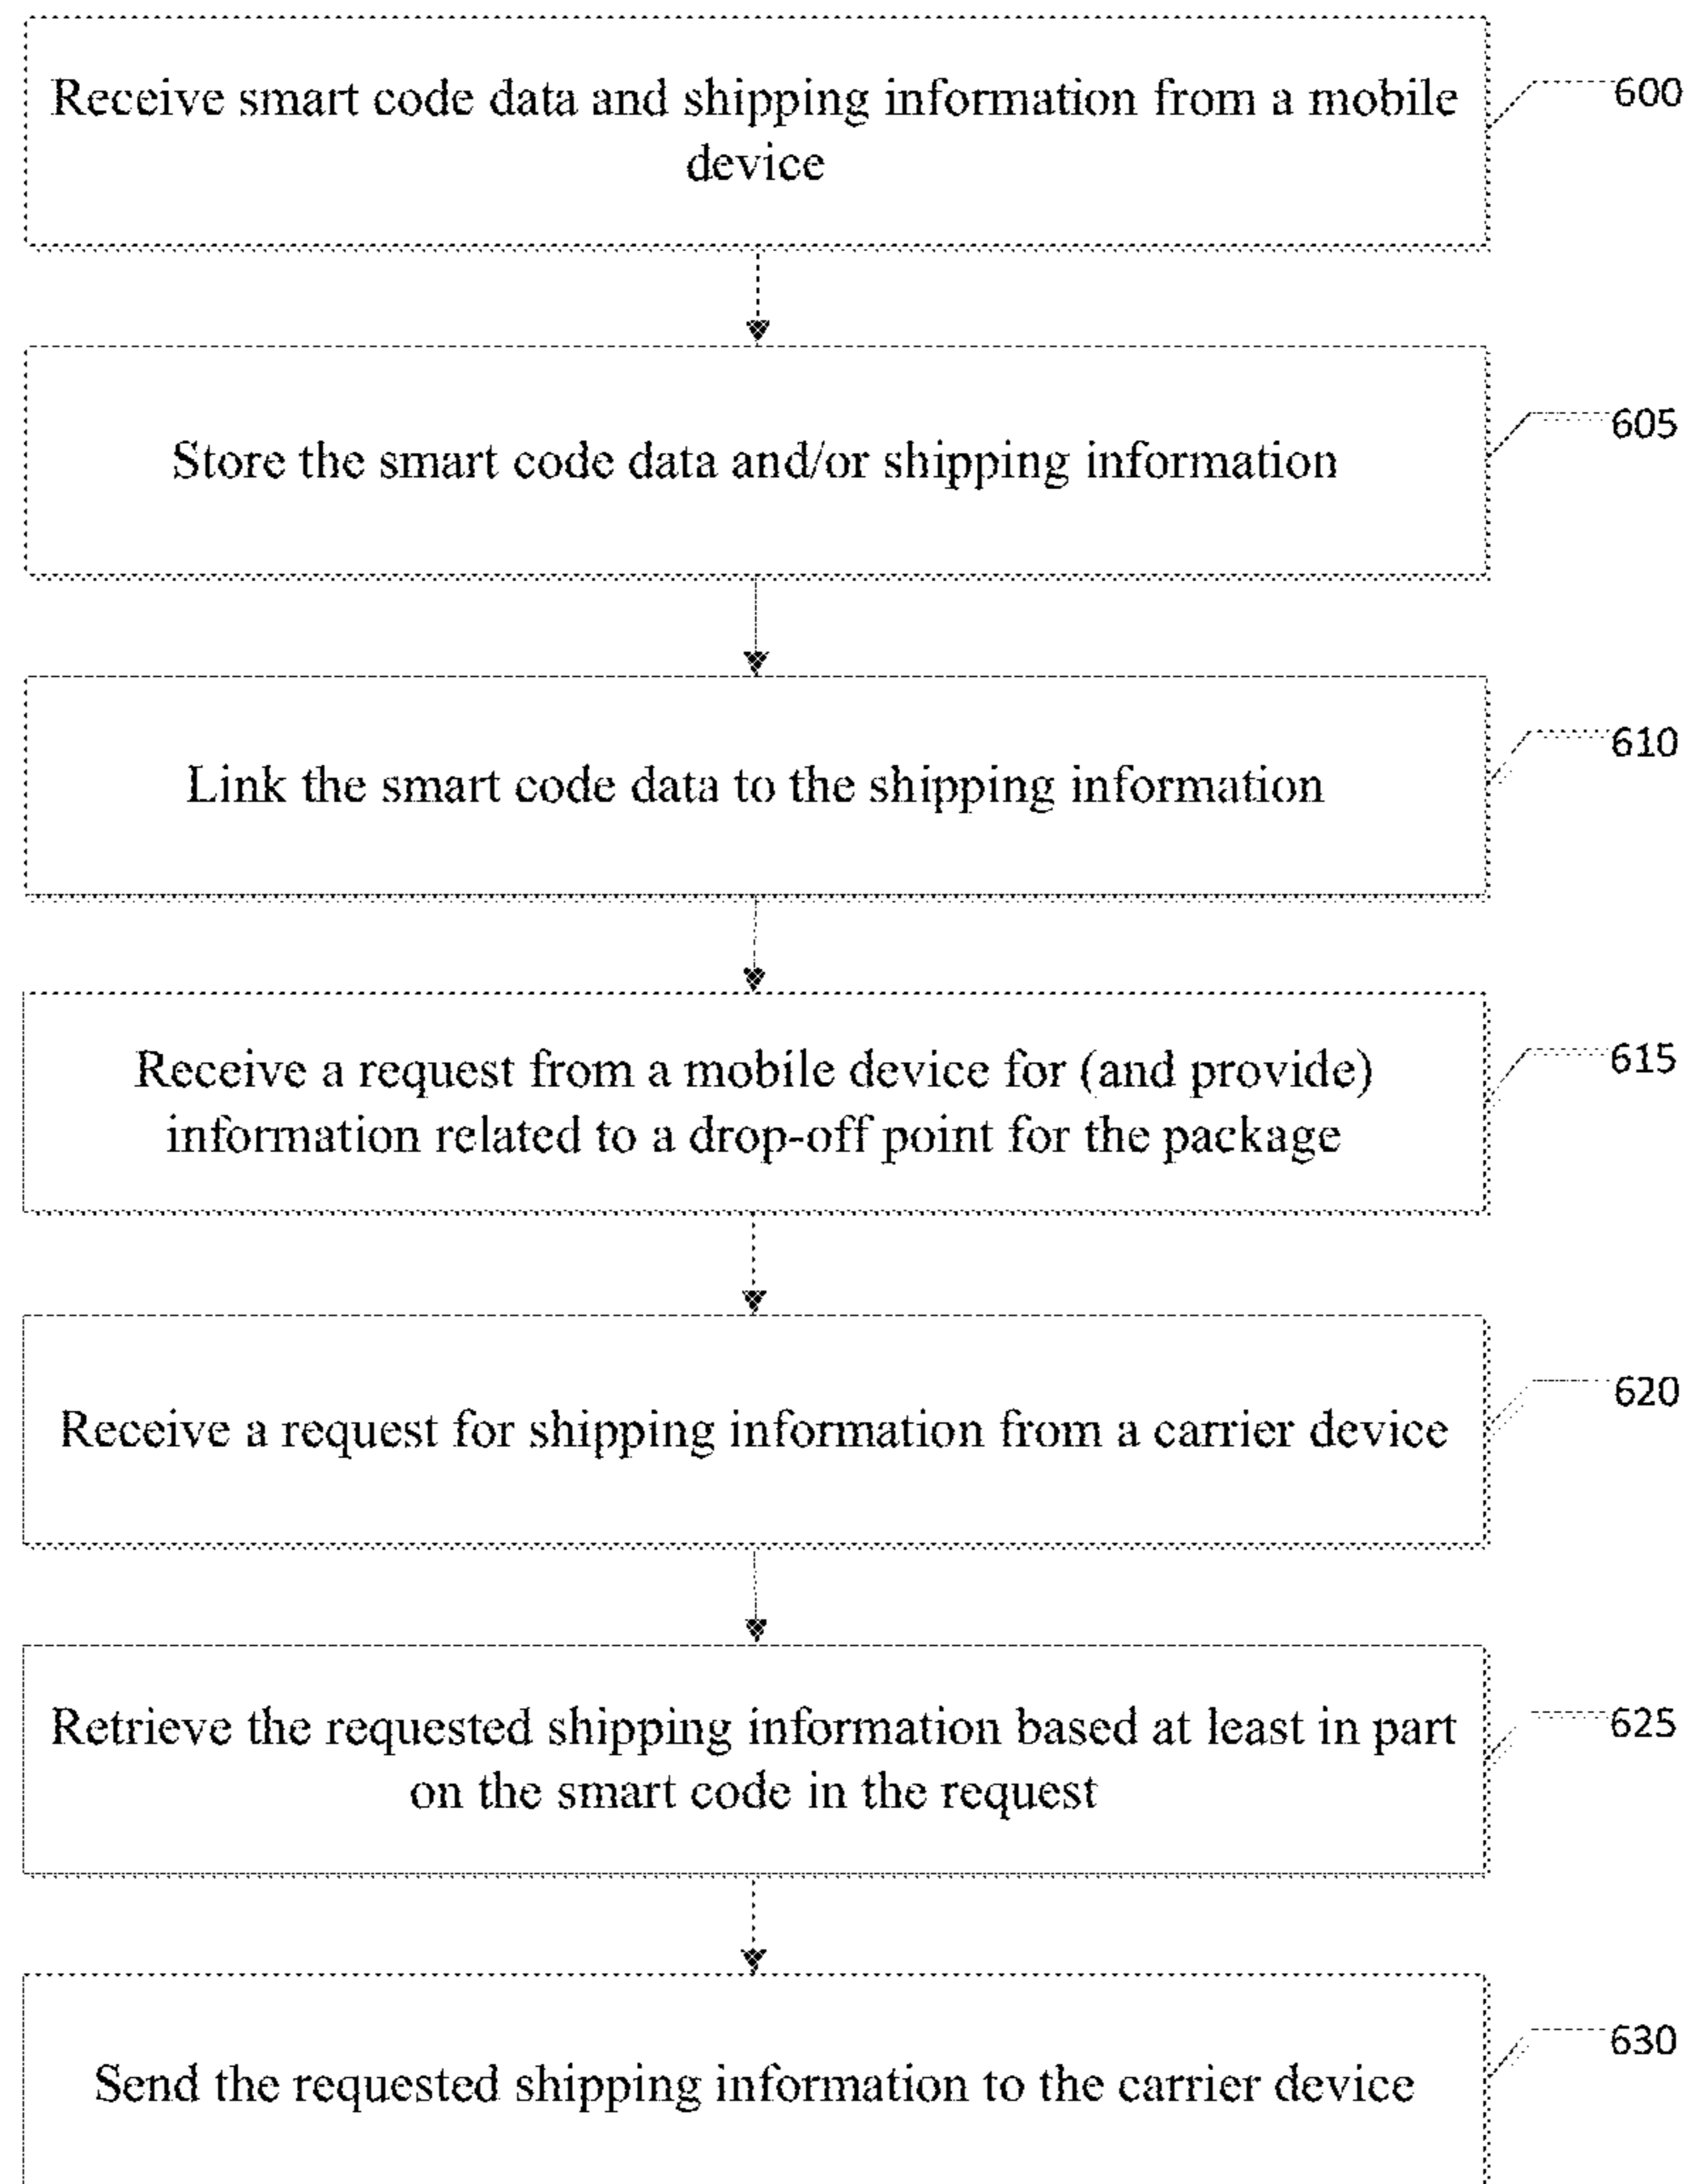 Receive smart code data and shipping information from a mobile
device
600
Store the smart code data and/or shipping information
605
Link the smart code data to the shipping information
610
Receive a request from a mobile device for (and provide)
information related to a drop-off point for the package
615
Receive a request for shipping information from a carrier device
620
Retrieve the requested shipping information based at least in part
on the smart code in the request
625
Send the requested shipping information to the carrier device
630